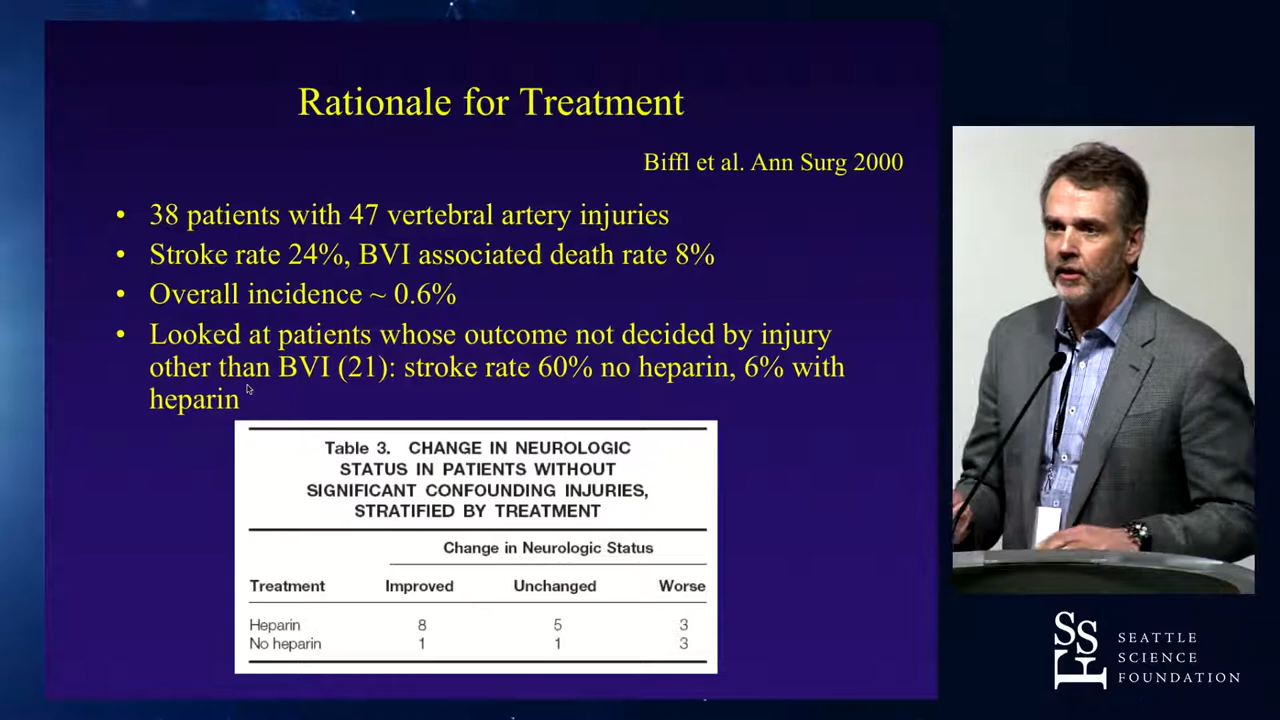 Rationale for Treatment
Biffl et al. Ann Surg 2000
• 38 patients with 47 vertebral artery injuries
• Stroke rate 24%, BVI associated death rate 8%
• Overall incidence ~ 0.6%
• Looked at patients whose outcome not decided by injury
other than BVI (21): stroke rate 60% no heparin, 6% with
heparin
Table 3. CHANGE IN NEUROLOGIC
STATUS IN PATIENTS WITHOUT
SIGNIFICANT CONFOUNDING INJURIES,
STRATIFIED BY TREATMENT
Change in Neurologic Status
Treatment Improved Unchanged Worse
Heparin 8 5 3
No heparin 1 1 3
SSF
SEATTLE
SCIENCE
FOUNDATION